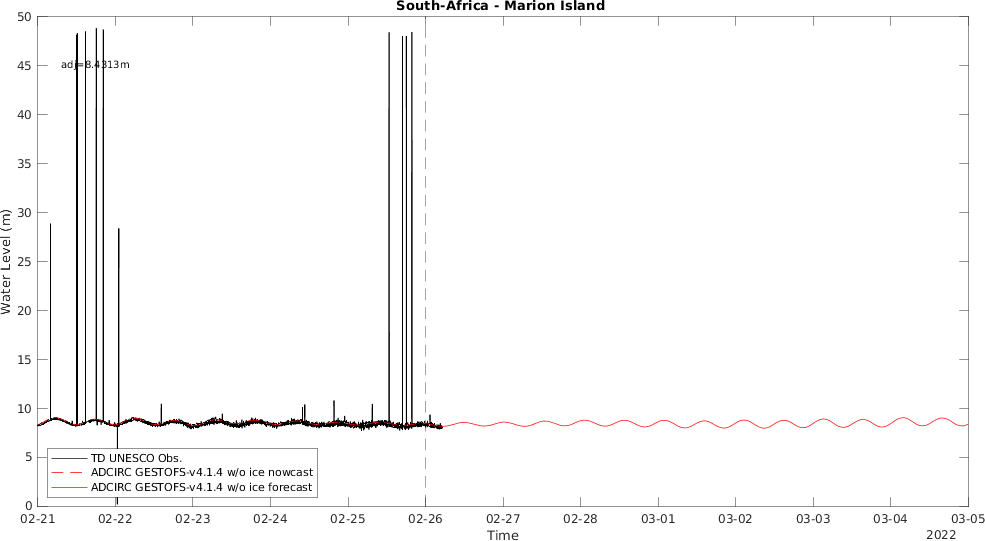 South-Africa - Marion Island
50
45
40
35
30
25
20
15
10
5
0
Water Level (m)
adj=8.4313m
TD UNESCO Obs.
ADCIRC GESTOFS-v4.1.4 w/o ice nowcast
ADCIRC GESTOFS-v4.1.4 w/o ice forecast
02-21 02-22 02-23 02-24 02-25 02-26 02-27 02-28 03-01 03-02 03-03 03-04 03-05
Time
2022